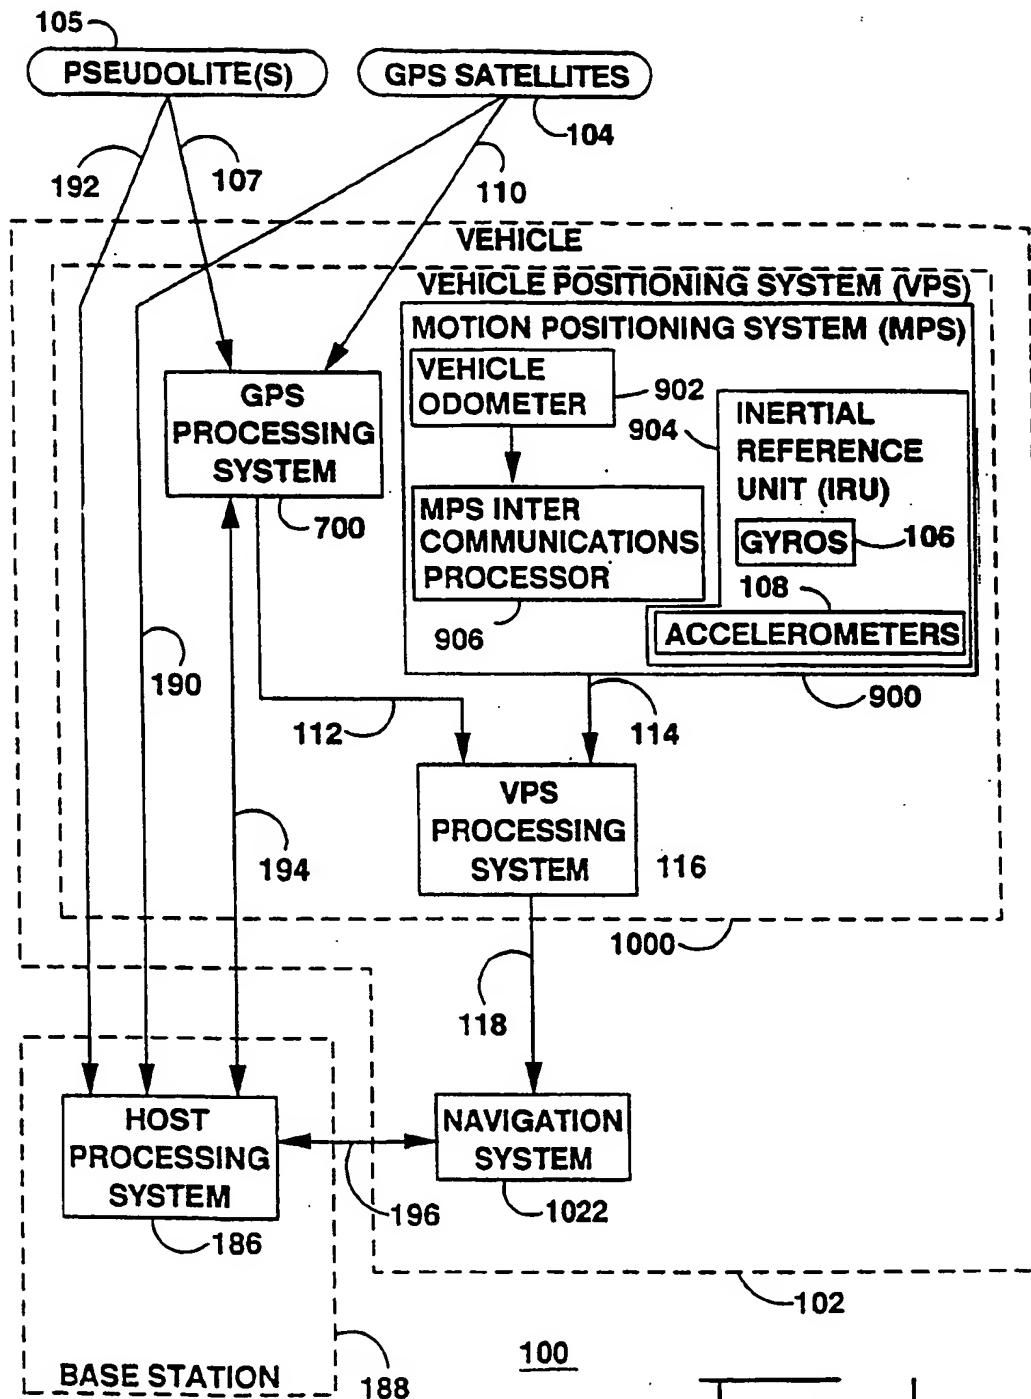 105
PSEUDOLITE(S)
GPS SATELLITES
104
192
107
110
VEHICLE
VEHICLE POSITIONING SYSTEM (VPS)
MOTION POSITIONING SYSTEM (MPS)
VEHICLE
ODOMETER
902
904
INERTIAL
REFERENCE
UNIT (IRU)
GPS
PROCESSING
SYSTEM
700
MPS INTER
COMMUNICATIONS
PROCESSOR
906
GYROS
106
108
ACCELEROMETERS
900
190
112
114
194
VPS
PROCESSING
SYSTEM
116
1000
118
HOST
PROCESSING
SYSTEM
186
NAVIGATION
SYSTEM
196
1022
102
BASE STATION
188
100